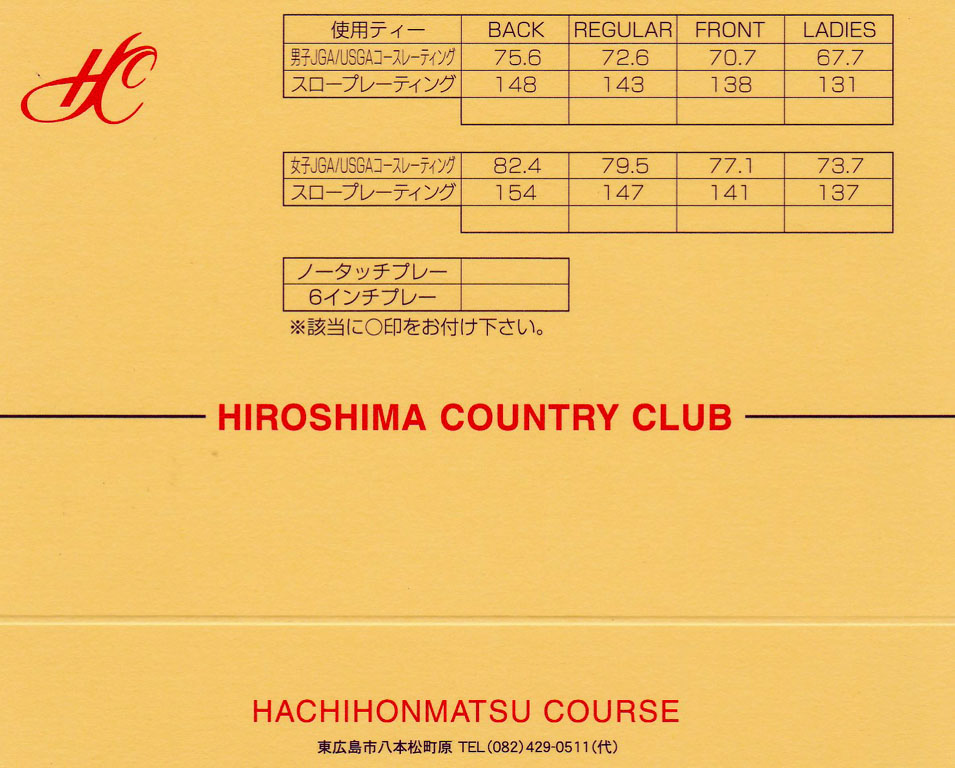 HC
使用ティー BACK REGULAR FRONT LADIES
男子JGA/USGAコースレーティング 75.6 72.6 70.7 67.7
スロープレーティング 148 143 138 131
女子JGA/USGAコースレーティング 82.4 79.5 77.1 73.7
スロープレーティング 154 147 141 137
ノータッチプレー
6インチプレー
※該当に○印をお付け下さい。
HIROSHIMA COUNTRY CLUB
HACHIHONMATSU COURSE
東広島市八本松町原 TEL(082)429-0511(代)